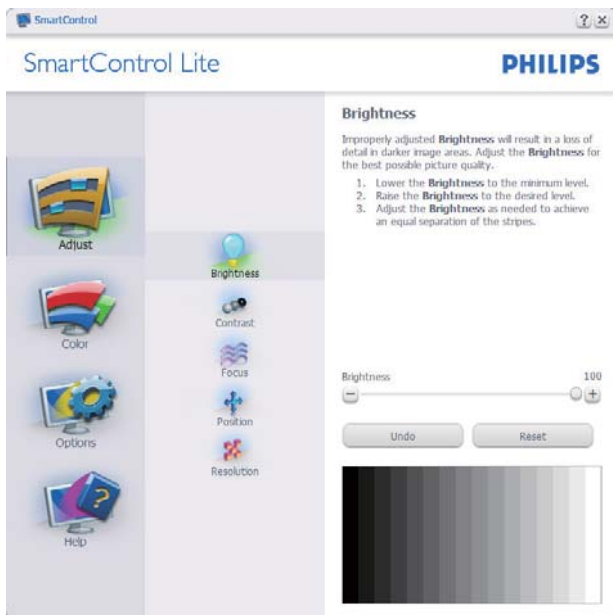 SmartControl
SmartControl Lite
PHILIPS
Adjust
Color
Options
Help
Brightness
Contrast
Focus
Position
Resolution
Brightness
Improperly adjusted Brightness will result in a loss of
detail in darker image areas. Adjust the Brightness for
the best possible picture quality.
1. Lower the Brightness to the minimum level.
2. Raise the Brightness to the desired level.
3. Adjust the Brightness as needed to achieve
an equal separation of the stripes.
Brightness 100
Undo Reset